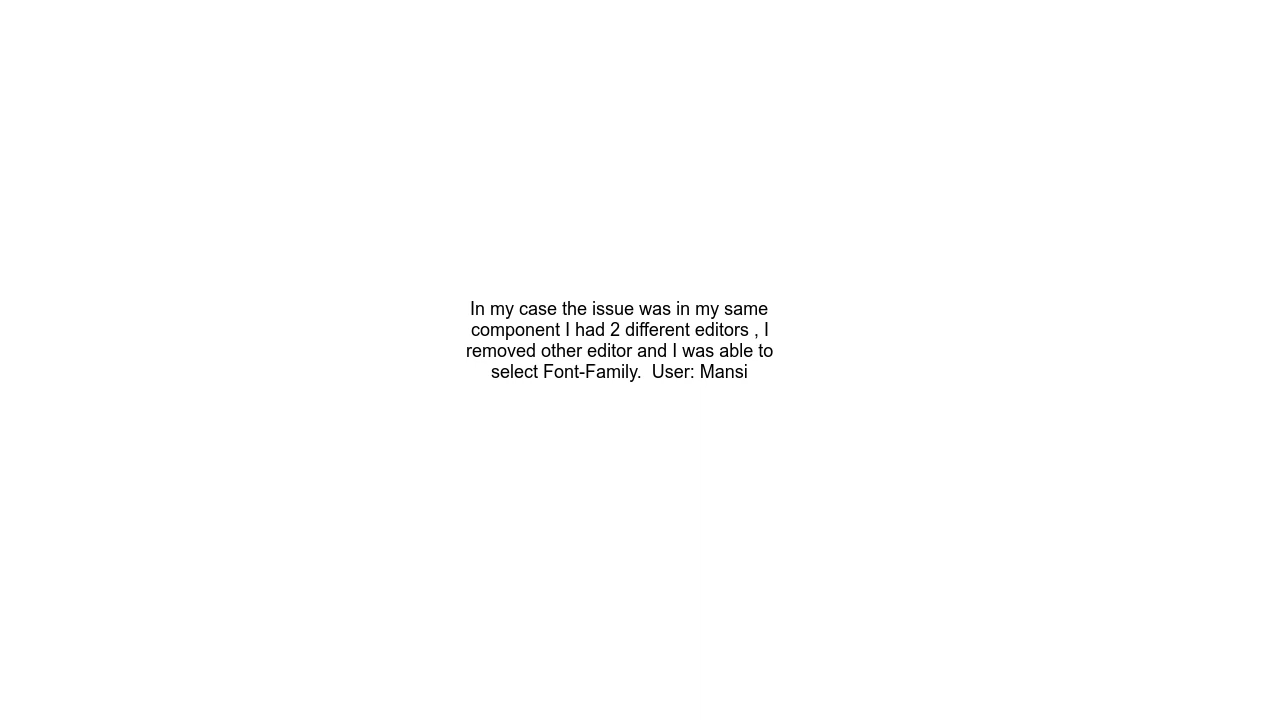 In my case the issue was in my same
component I had 2 different editors , I
removed other editor and I was able to
select Font-Family.  User: Mansi